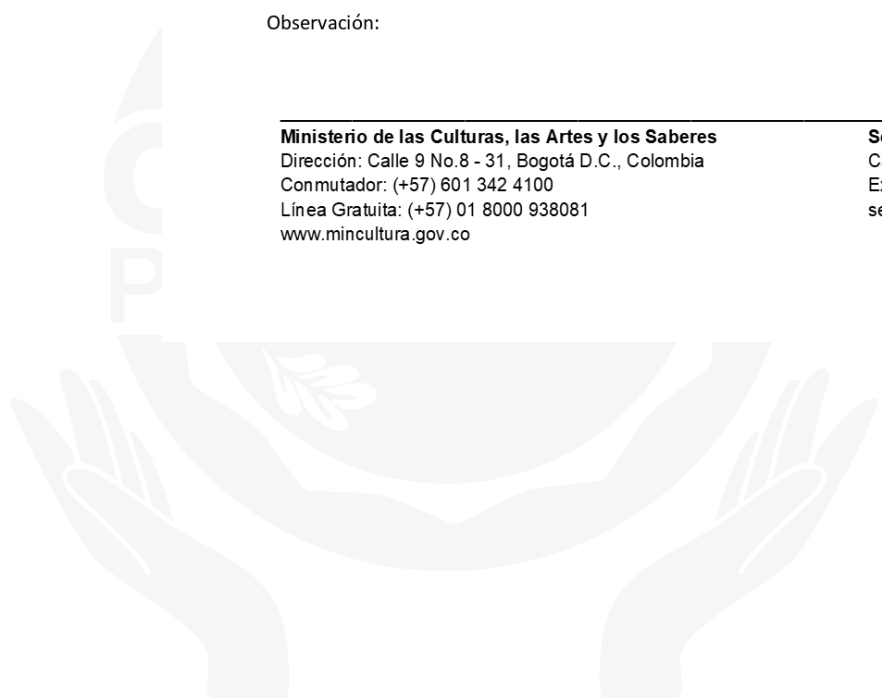 Observación:
Ministerio de las Culturas, las Artes y los Saberes
Dirección: Calle 9 No.8 - 31, Bogotá D.C., Colombia
Conmutador: (+57) 601 342 4100
Línea Gratuita: (+57) 01 8000 938081
www.mincultura.gov.co